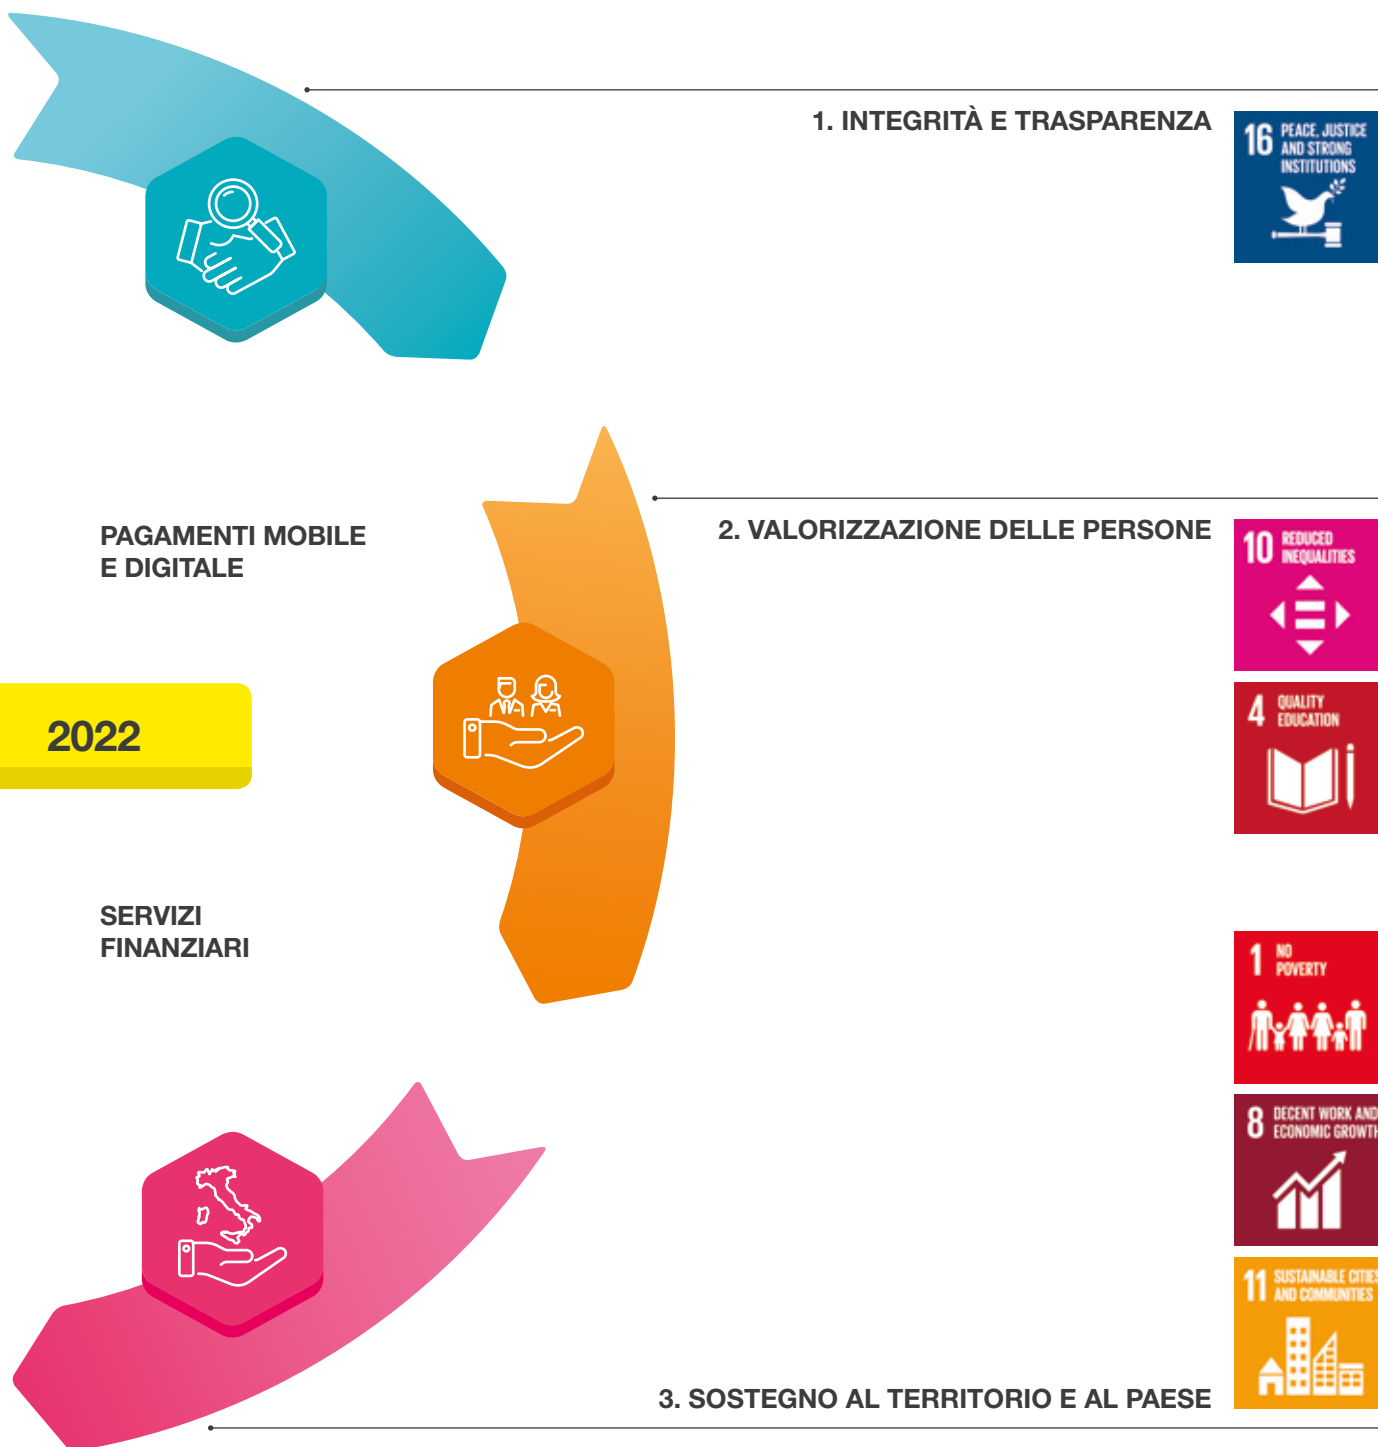 1. INTEGRITÀ E TRASPARENZA
16 PEACE, JUSTICE
AND STRONG
INSTITUTIONS
PAGAMENTI MOBILE
E DIGITALE
2. VALORIZZAZIONE DELLE PERSONE
10 REDUCED
INEQUALITIES
2022
4 QUALITY
EDUCATION
SERVIZI
FINANZIARI
1 NO
POVERTY
8 DECENT WORK AND
ECONOMIC GROWTH
11 SUSTAINABLE CITIES
AND COMMUNITIES
3. SOSTEGNO AL TERRITORIO E AL PAESE